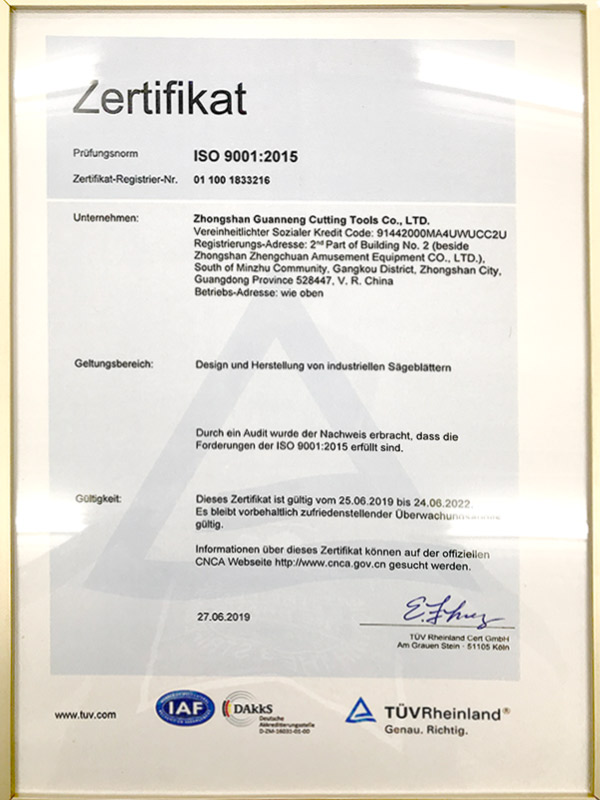 Zertifikat
Prüfungsnorm ISO 9001:2015
Zertifikat-Registrier-Nr. 01 100 1833216
Unternehmen: Zhongshan Guanneng Cutting Tools Co., LTD.
Vereinheitlichter Sozialer Kredit Code: 91442000MA4UWUCC2U
Registrierungs-Adresse: 2nd Part of Building No. 2 (beside
Zhongshan Zhengchuan Amusement Equipment CO., LTD.),
South of Minzhu Community, Gangkou District, Zhongshan City,
Guangdong Province 528447, V. R. China
Betriebs-Adresse: wie oben
Geltungsbereich: Design und Herstellung von industriellen Sägeblättern
Durch ein Audit wurde der Nachweis erbracht, dass die
Forderungen der ISO 9001:2015 erfüllt sind.
Gültigkeit: Dieses Zertifikat ist gültig vom 25.06.2019 bis 24.06.2022.
Es bleibt vorbehaltlich zufriedenstellender
gültig.
Informationen über dieses Zertifikat können auf der offiziellen
CNCA Webseite http://www.cnca.gov.cn gesucht werden.
27.06.2019
TÜV Rheinland Cert GmbH
Am Grauen Stein · 51105 Köln
www.tuv.com
IAF
DAkkS
Deutsche
Akkreditierungsstelle
D-ZM-16031-01-00
TÜVRheinland®
Genau. Richtig.